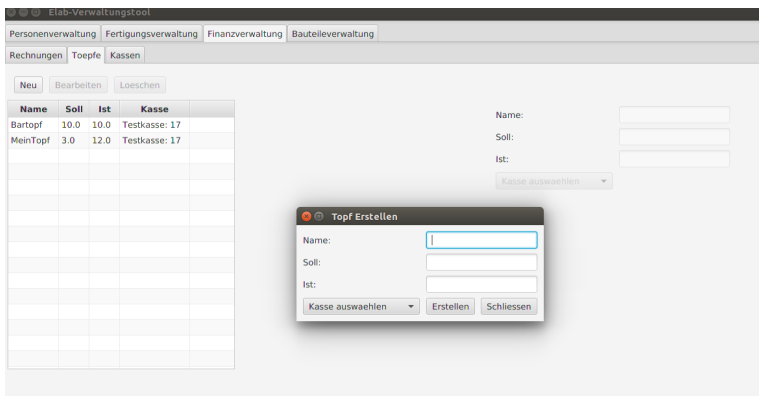 Elab-Verwaltungstool
Personenverwaltung Fertigungsverwaltung Finanzverwaltung Bauteileverwaltung
Rechnungen Toepfe Kassen
Neu Bearbeiten Loeschen
Name Soll Ist Kasse
Bartopf 10.0 10.0 Testkasse: 17
MeinTopf 3.0 12.0 Testkasse: 17
Name:
Soll:
Ist:
Kasse auswaehlen
Topf Erstellen
Name:
Soll:
Ist:
Kasse auswaehlen Erstellen Schliessen